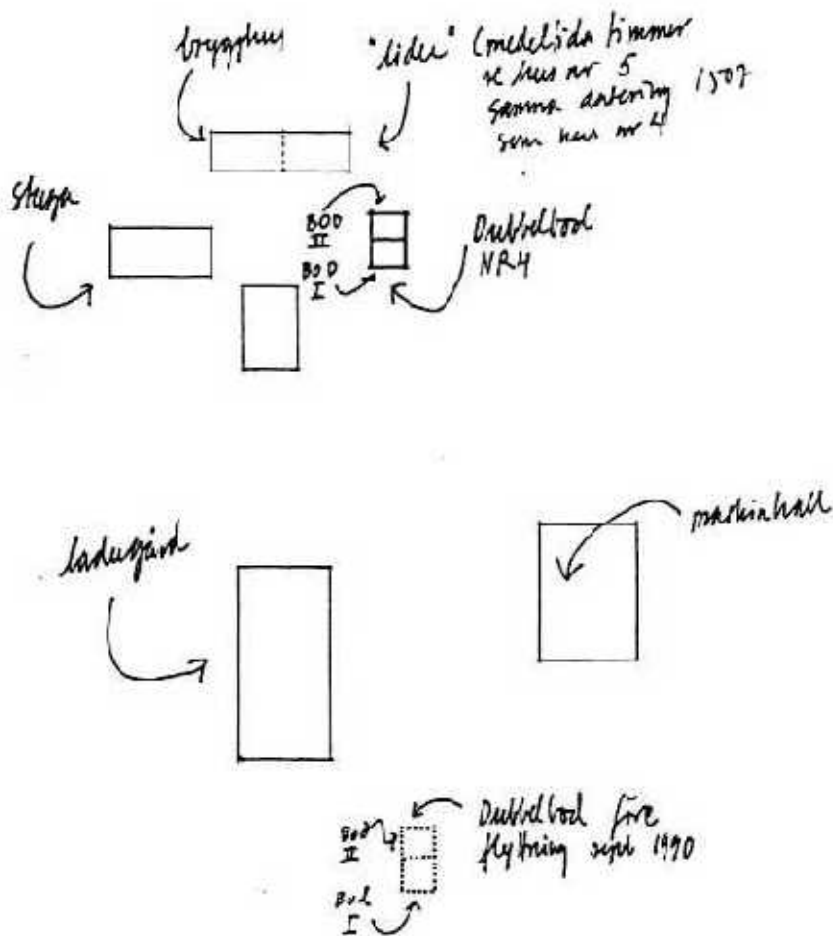 brygghus
"lider" (medeltida timmer
se hus nr 5
samma datering 1507
som hus nr 4
Stuga
BOD
II
BOD
I
Dubbelbod
NR4
ladugård
maskinhall
Dubbelbod före
flyttning sept 1990
Bod
II
Bod
I